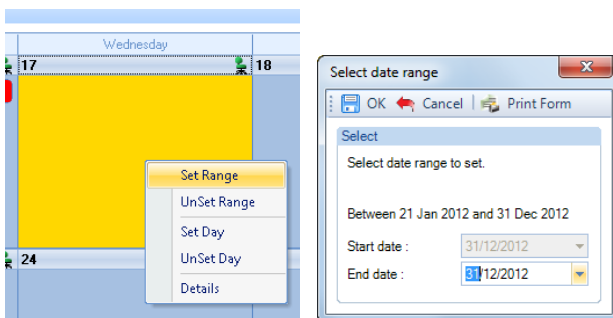 Wednesday
17 18
Set Range
UnSet Range
Set Day
UnSet Day
Details
24
Select date range
OK Cancel Print Form
Select
Select date range to set.
Between 21 Jan 2012 and 31 Dec 2012
Start date : 31/12/2012
End date : 31/12/2012